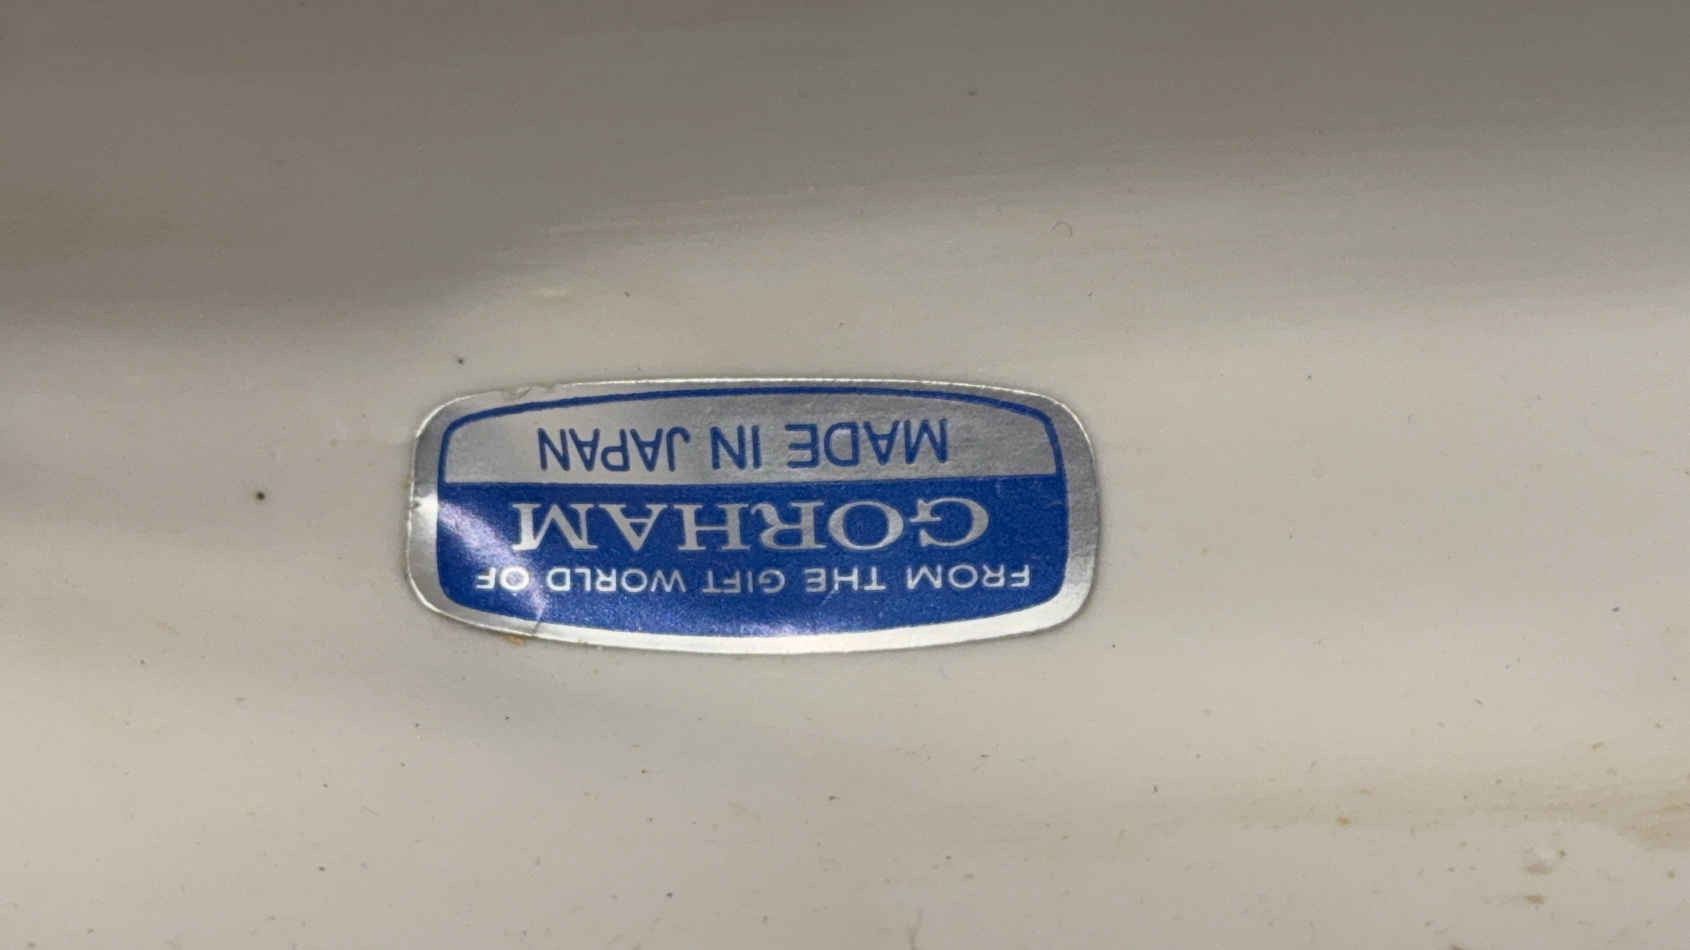 FROM THE GIFT WORLD OF
GORHAM
MADE IN JAPAN